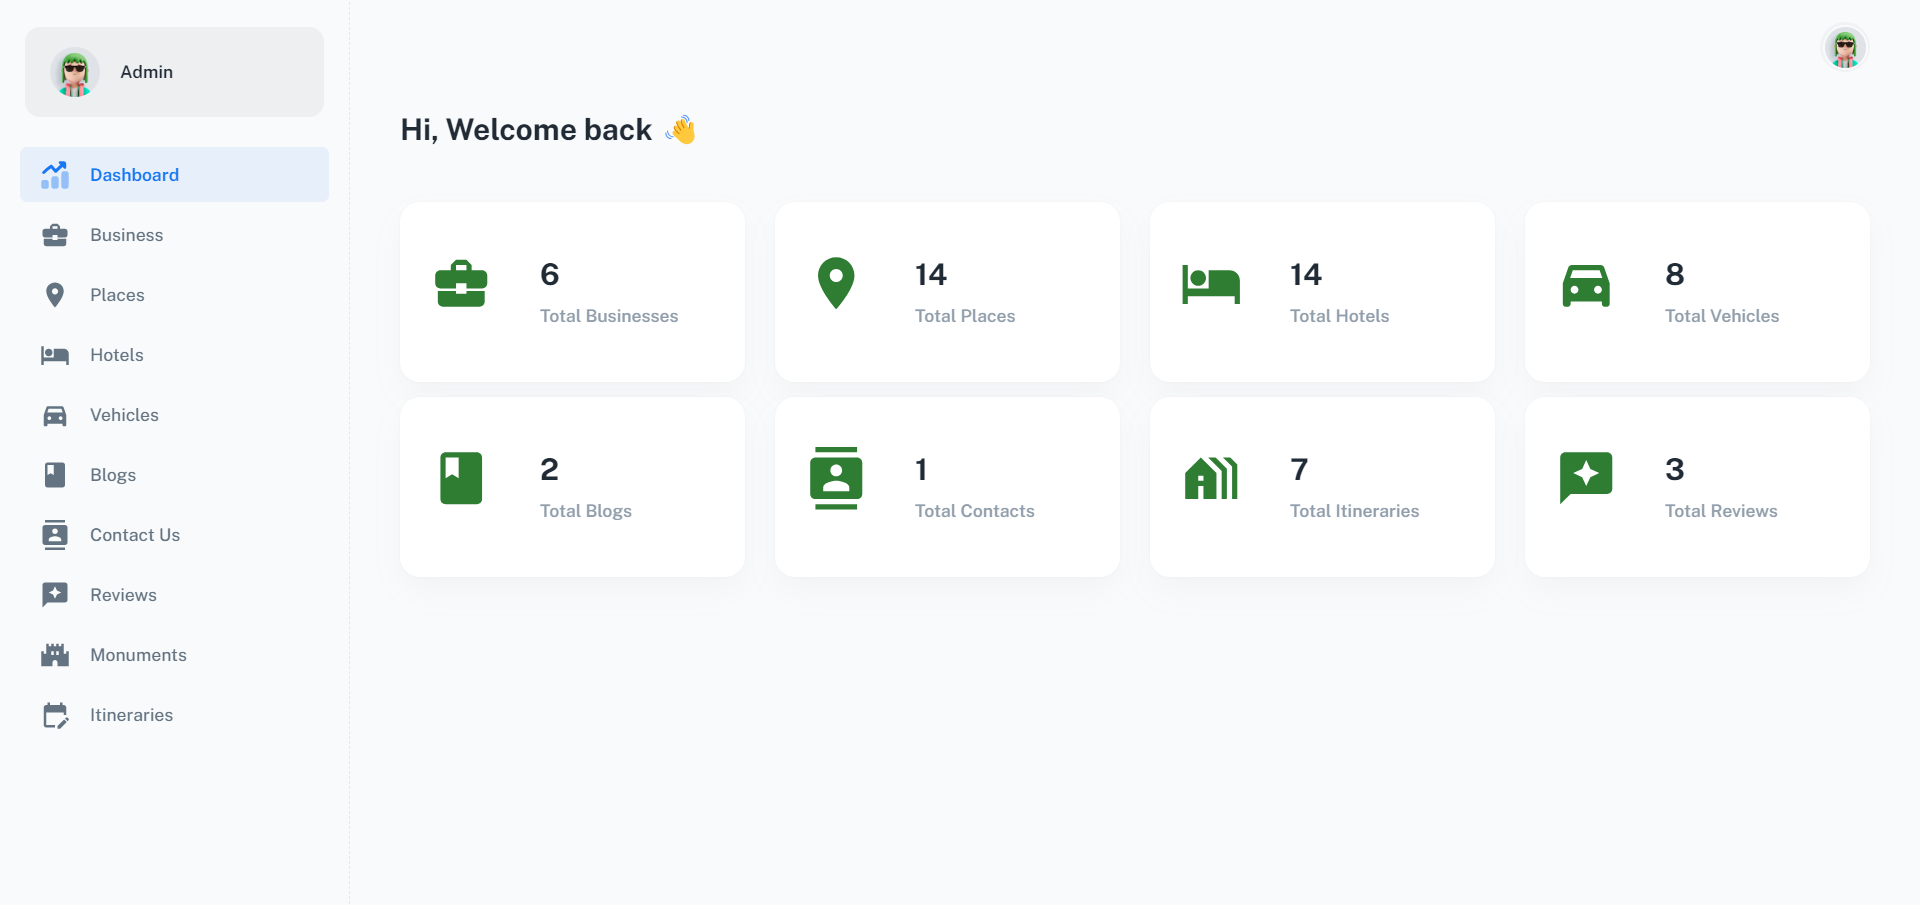 Admin
Dashboard
Business
Places
Hotels
Vehicles
Blogs
Contact Us
Reviews
Monuments
Itineraries
Hi, Welcome back 👋
6
Total Businesses
14
Total Places
14
Total Hotels
8
Total Vehicles
2
Total Blogs
1
Total Contacts
7
Total Itineraries
3
Total Reviews